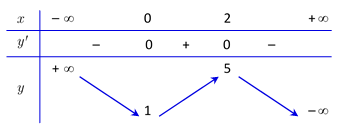 x − ∞ 0 2 + ∞
y′ − 0 + 0 −
+ ∞ 5
y
1 − ∞